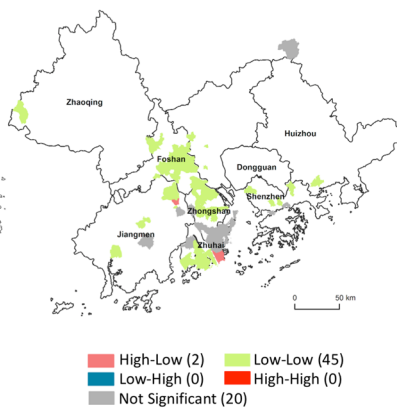 Zhaoqing
Huizhou
Foshan
Dongguan
Shenzhen
Zhongshan
Jiangmen
Zhuhai
0 50 km
High-Low (2) Low-Low (45)
Low-High (0) High-High (0)
Not Significant (20)